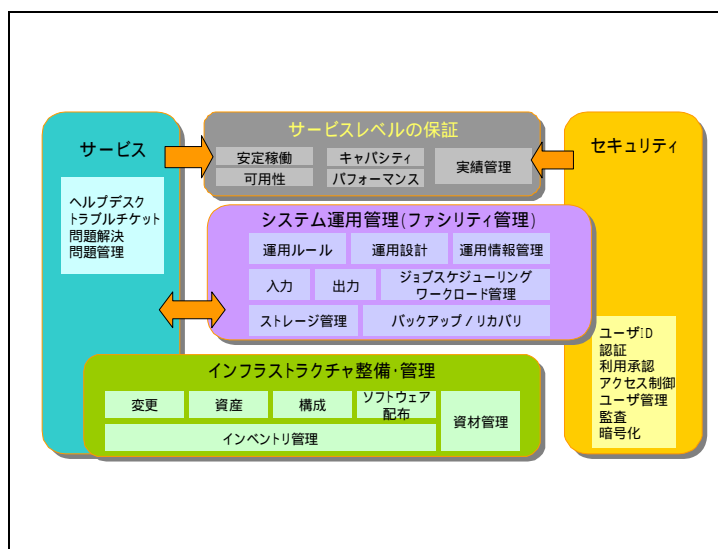 サービス
ヘルプデスク
トラブルチケット
問題解決
問題管理
サービスレベルの保証
安定稼働
キャパシティ
実績管理
可用性
パフォーマンス
システム運用管理(ファシリティ管理)
運用ルール
運用設計
運用情報管理
入力
出力
ジョブスケジューリング
ワークロード管理
ストレージ管理
バックアップ / リカバリ
インフラストラクチャ整備・管理
変更
資産
構成
ソフトウェア
配布
資材管理
インベントリ管理
セキュリティ
ユーザID
認証
利用承認
アクセス制御
ユーザ管理
監査
暗号化